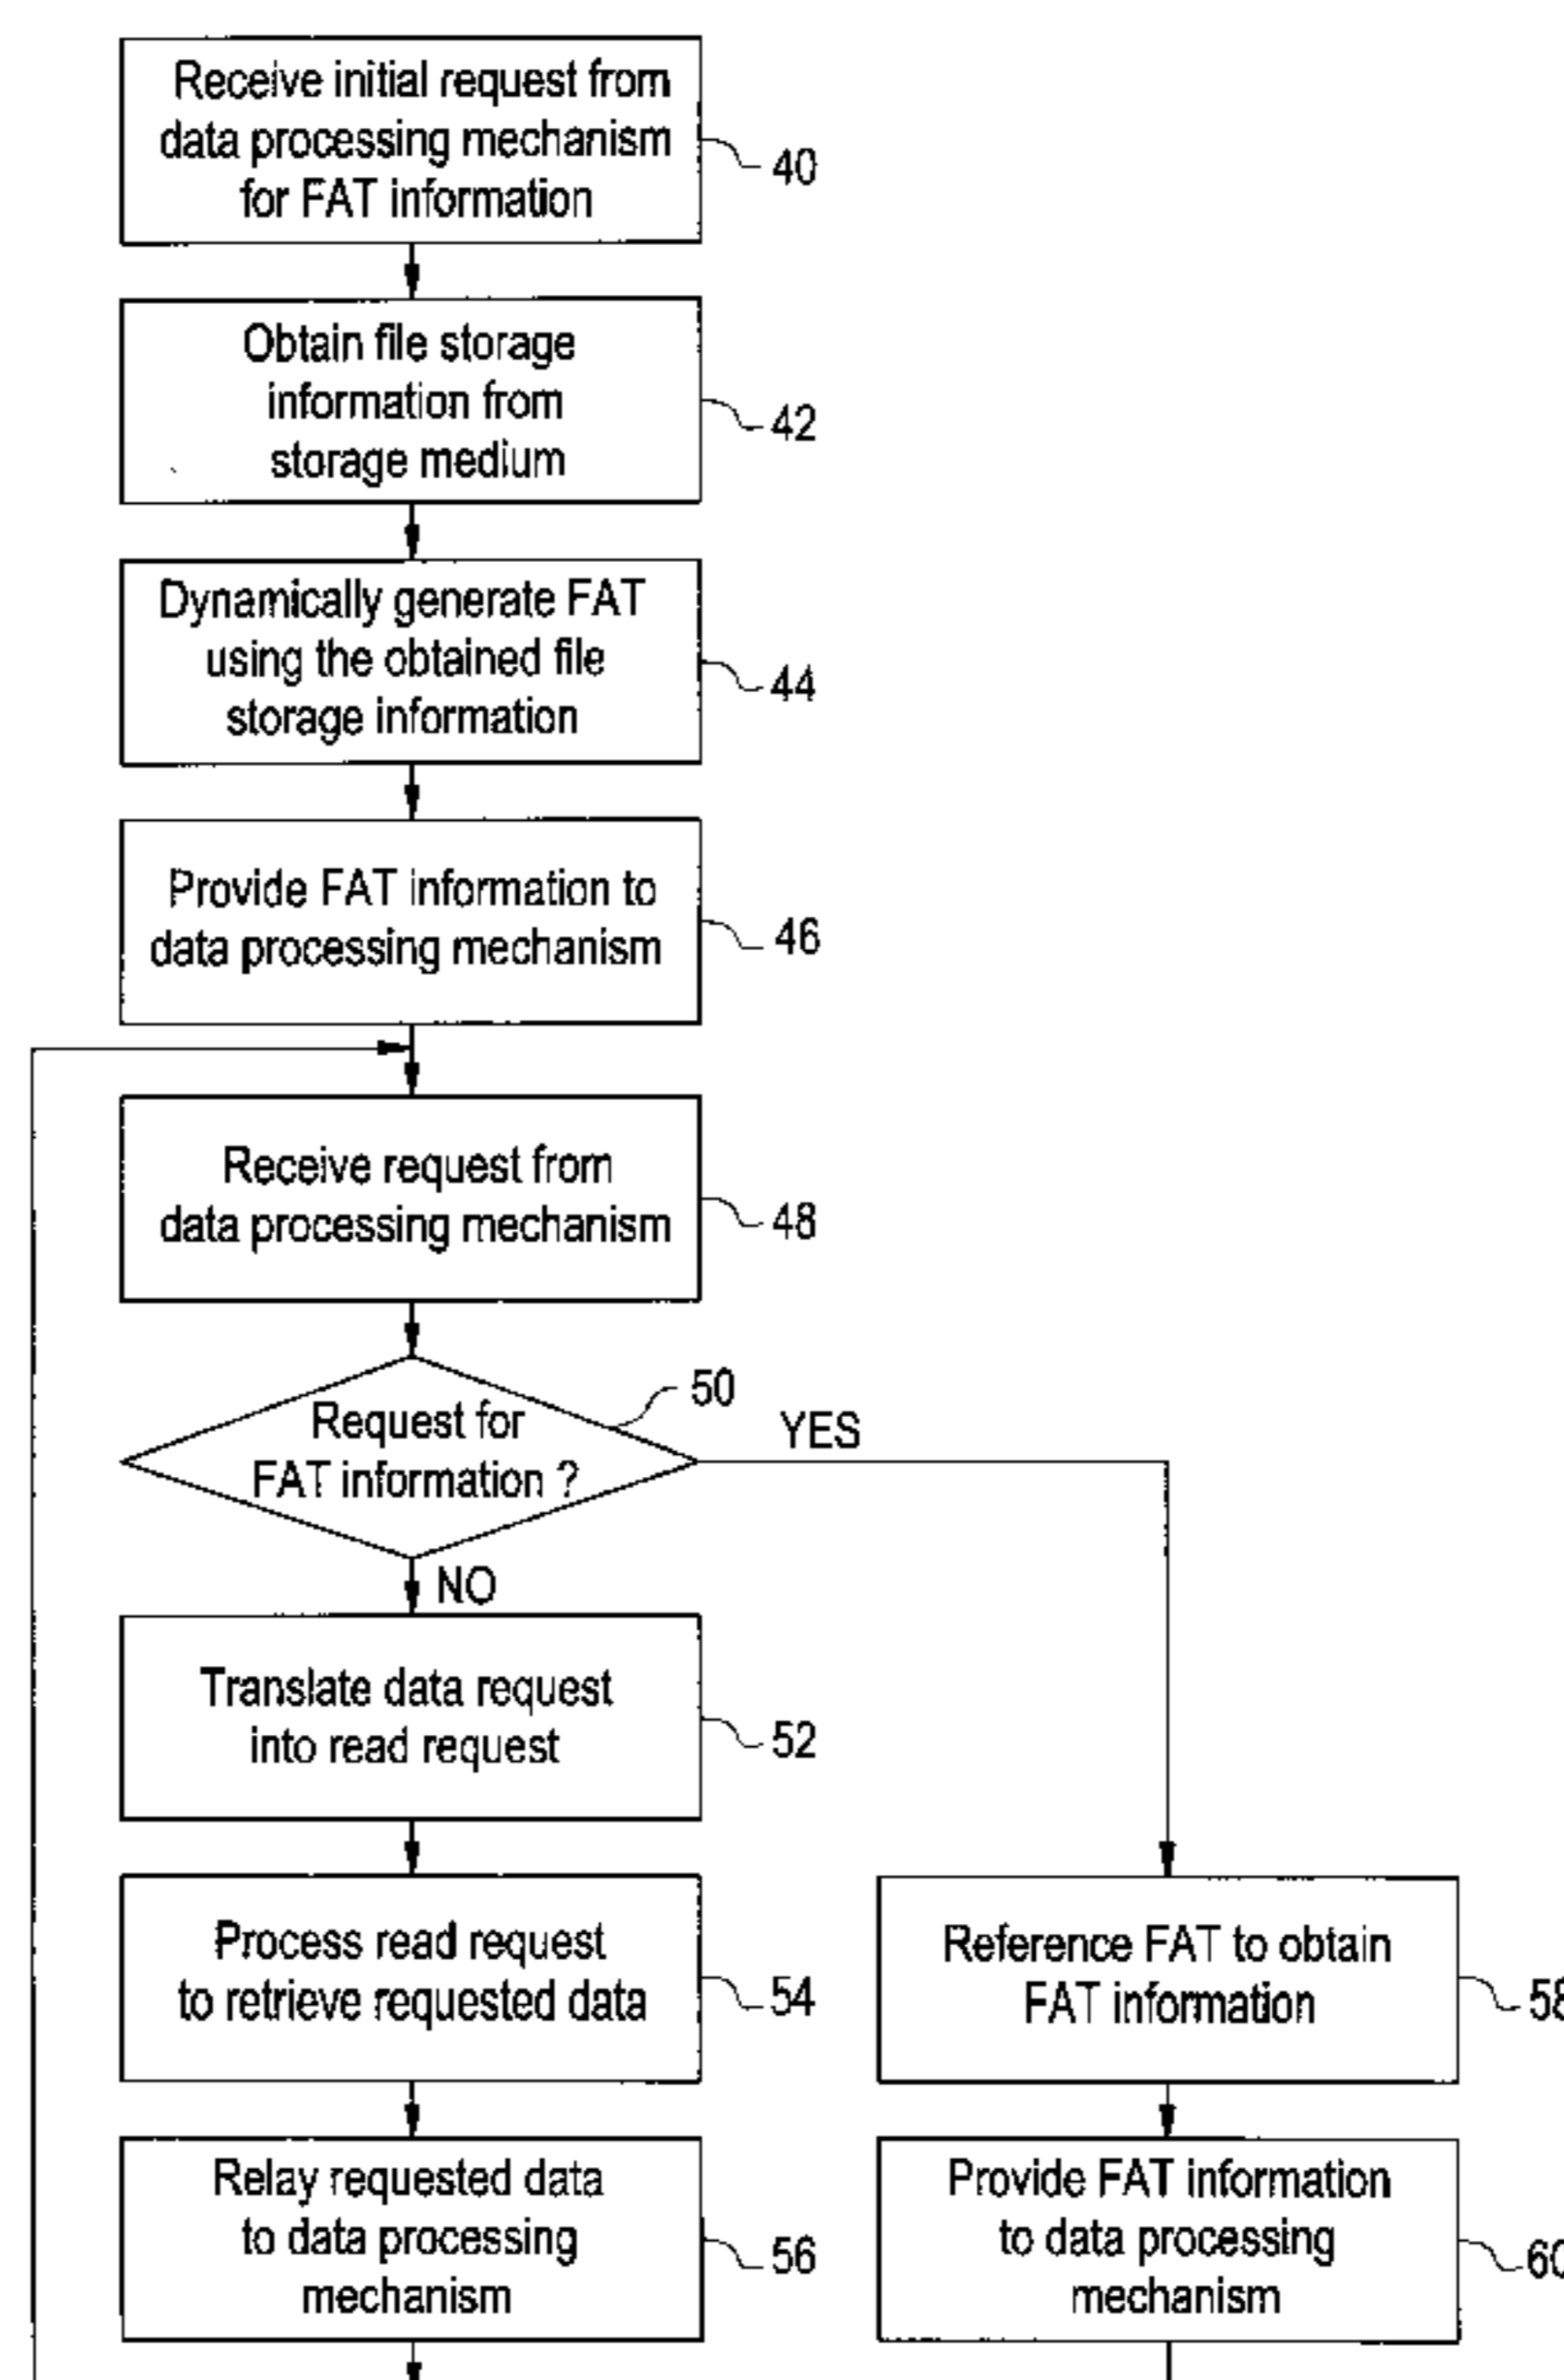 Receive initial request from
data processing mechanism
for FAT information
40
Obtain file storage
information from
storage medium
42
Dynamically generate FAT
using the obtained file
storage information
44
Provide FAT information to
data processing mechanism
46
Receive request from
data processing mechanism
48
50
Request for
FAT information ?
YES
NO
Translate data request
into read request
52
Process read request
to retrieve requested data
54
Reference FAT to obtain
FAT information
58
Relay requested data
to data processing
mechanism
56
Provide FAT information
to data processing
mechanism
60